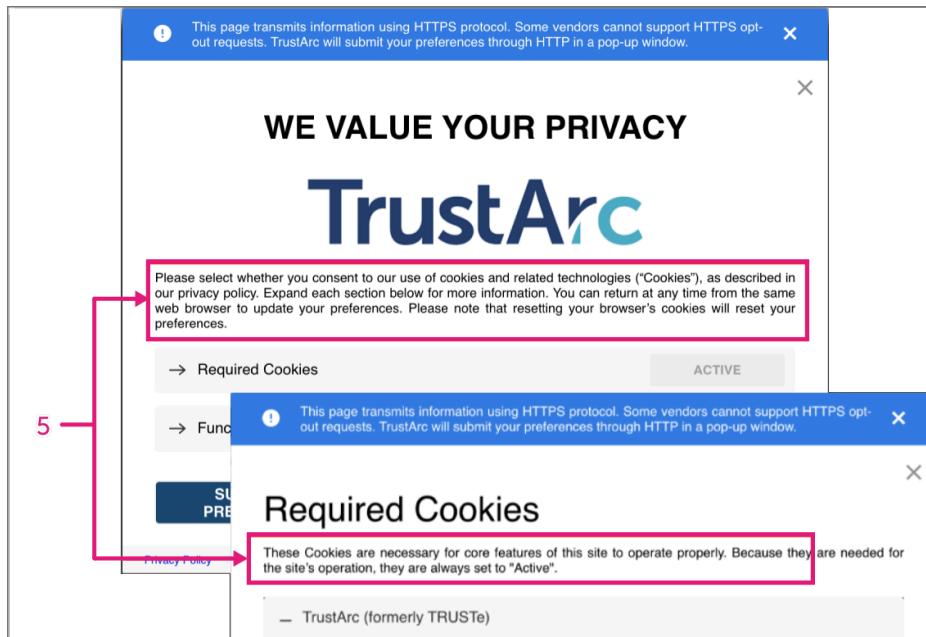 This page transmits information using HTTPS protocol. Some vendors cannot support HTTPS opt-
out requests. TrustArc will submit your preferences through HTTP in a pop-up window.
WE VALUE YOUR PRIVACY
TrustArc
Please select whether you consent to our use of cookies and related technologies (“Cookies”), as described in
our privacy policy. Expand each section below for more information. You can return at any time from the same
web browser to update your preferences. Please note that resetting your browser’s cookies will reset your
preferences.
Required Cookies
ACTIVE
Func
SU
PRE
Privacy Policy
5
This page transmits information using HTTPS protocol. Some vendors cannot support HTTPS opt-
out requests. TrustArc will submit your preferences through HTTP in a pop-up window.
Required Cookies
These Cookies are necessary for core features of this site to operate properly. Because they are needed for
the site’s operation, they are always set to "Active".
TrustArc (formerly TRUSTe)